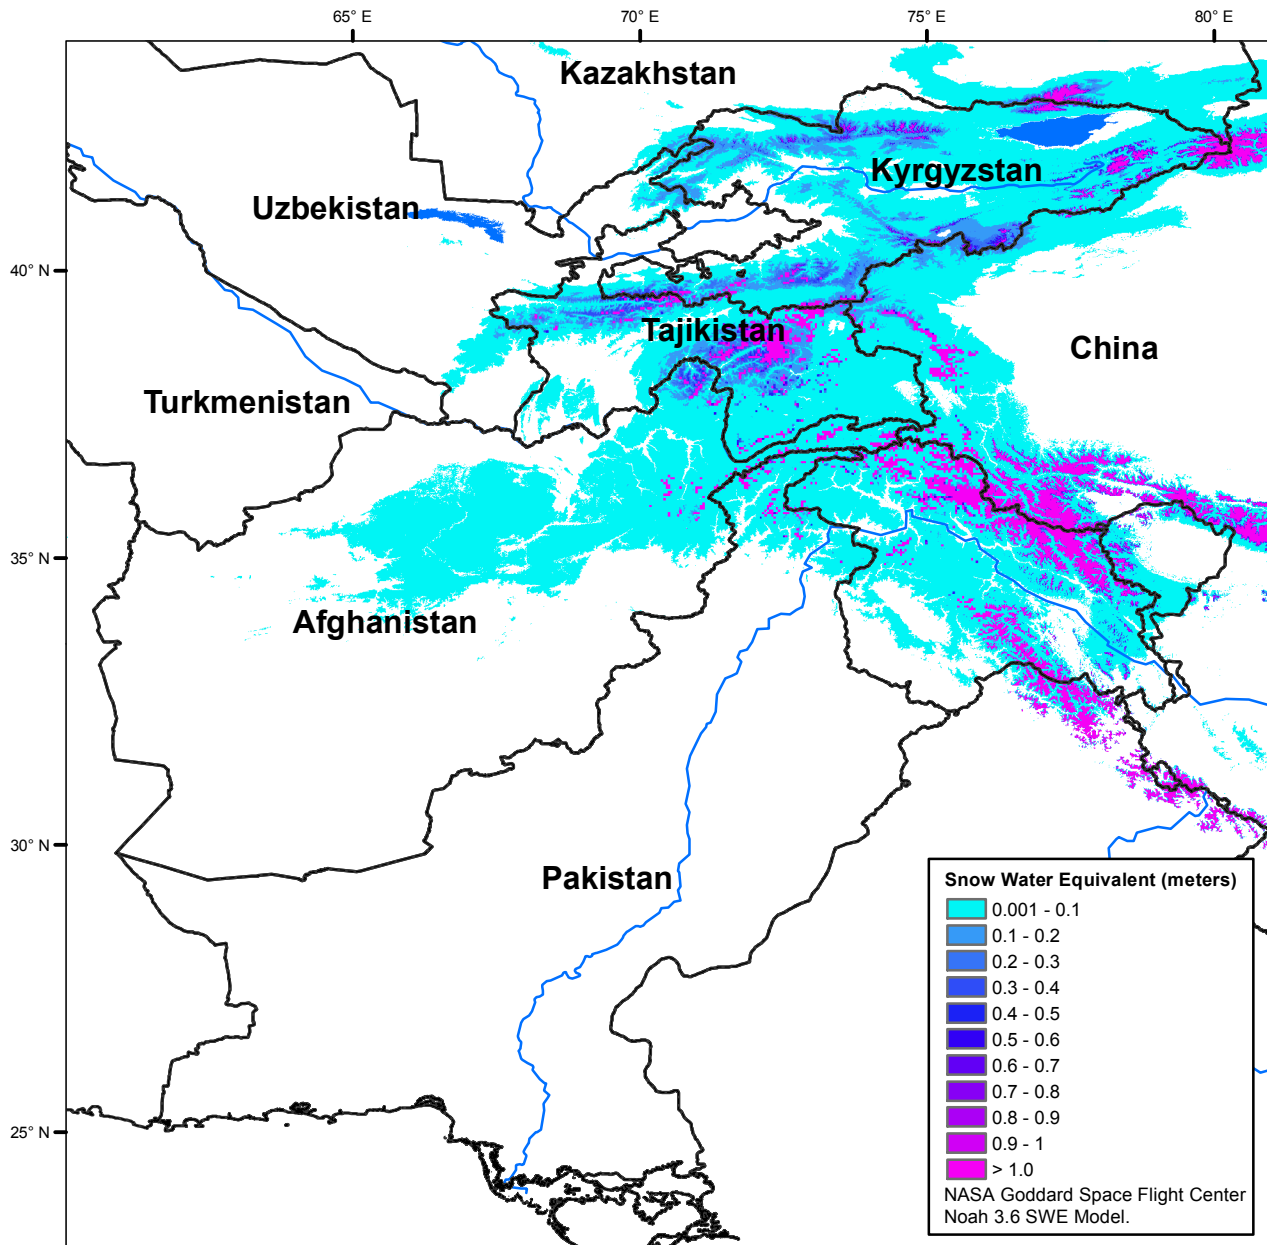 65° E
70° E
75° E
80° E
Kazakhstan
Kyrgyzstan
Uzbekistan
40° N
Tajikistan
China
Turkmenistan
35° N
Afghanistan
30° N
Pakistan
25° N
Snow Water Equivalent (meters)
0.001 - 0.1
0.1 - 0.2
0.2 - 0.3
0.3 - 0.4
0.4 - 0.5
0.5 - 0.6
0.6 - 0.7
0.7 - 0.8
0.8 - 0.9
0.9 - 1
> 1.0
NASA Goddard Space Flight Center
Noah 3.6 SWE Model.